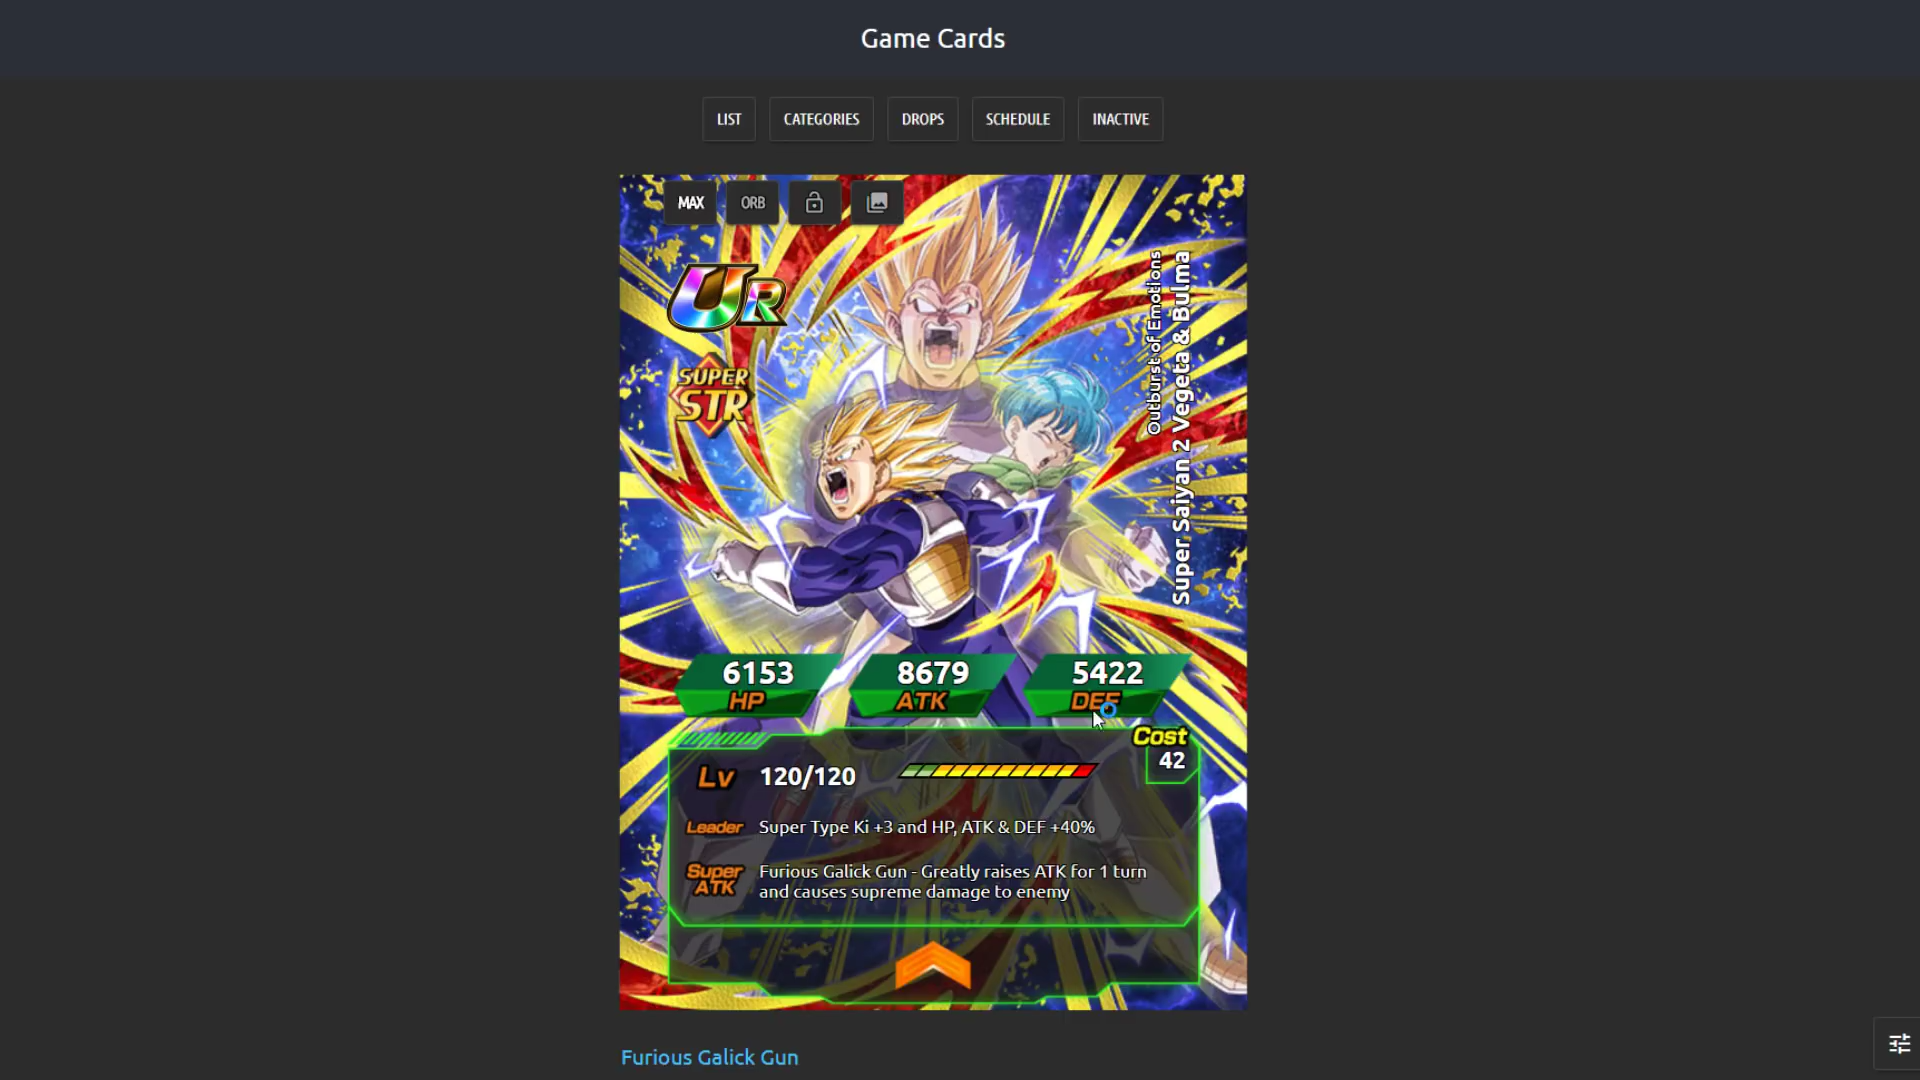 Game Cards
LIST CATEGORIES DROPS SCHEDULE INACTIVE
MAX ORB
UR
SUPER
STR
Outburst of Emotions
Super Saiyan 2 Vegeta & Bulma
6153 8679 5422
HP ATK DEF
Cost
42
Lv 120/120
Leader Super Type Ki +3 and HP, ATK & DEF +40%
Super ATK Furious Galick Gun - Greatly raises ATK for 1 turn
and causes supreme damage to enemy
Furious Galick Gun